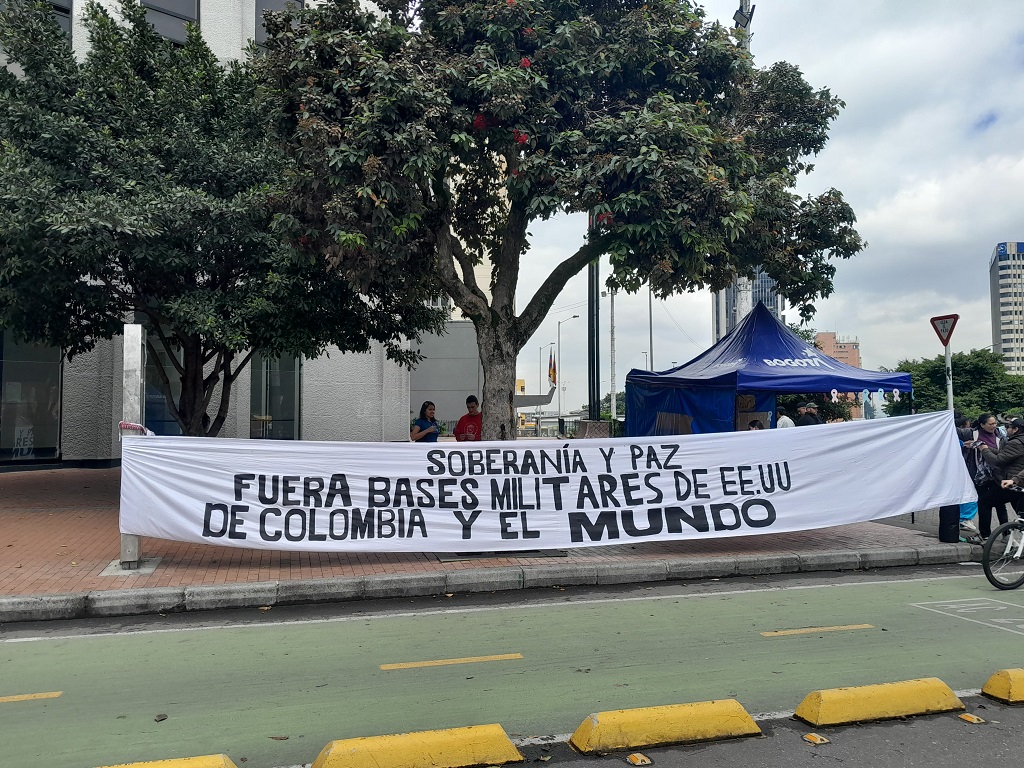 BOGOTÁ
SOBERANÍA Y PAZ
FUERA BASES MILITARES DE EE.UU
DE COLOMBIA Y EL MUNDO